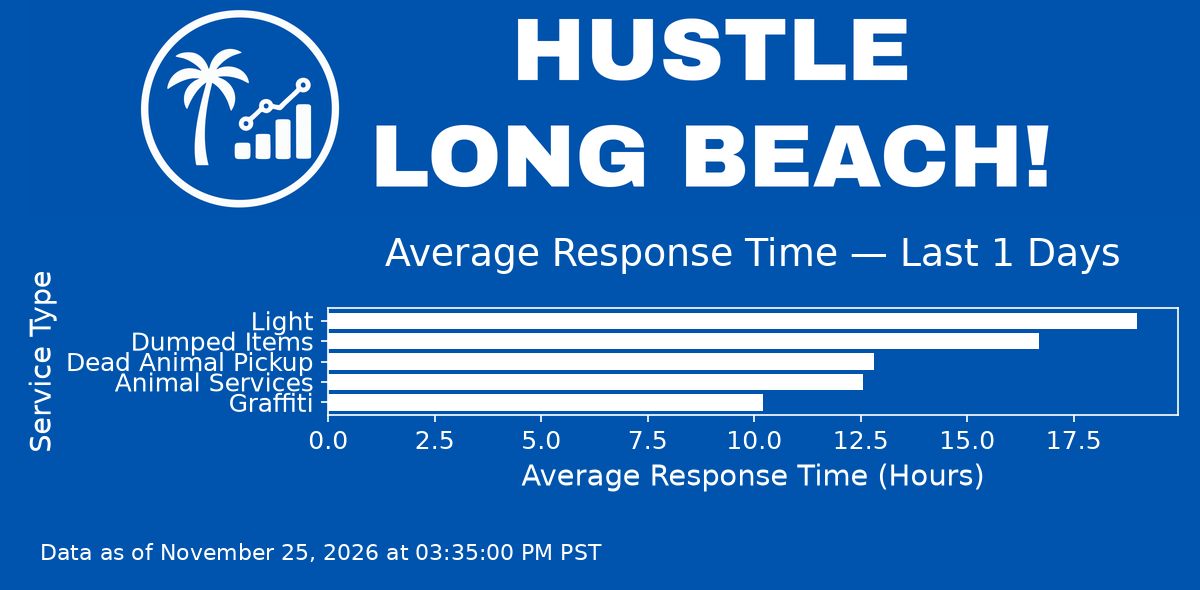 HUSTLE
LONG BEACH!
Average Response Time — Last 1 Days
Service Type
Light
Dumped Items
Dead Animal Pickup
Animal Services
Graffiti
0.0 2.5 5.0 7.5 10.0 12.5 15.0 17.5
Average Response Time (Hours)
Data as of November 25, 2026 at 03:35:00 PM PST